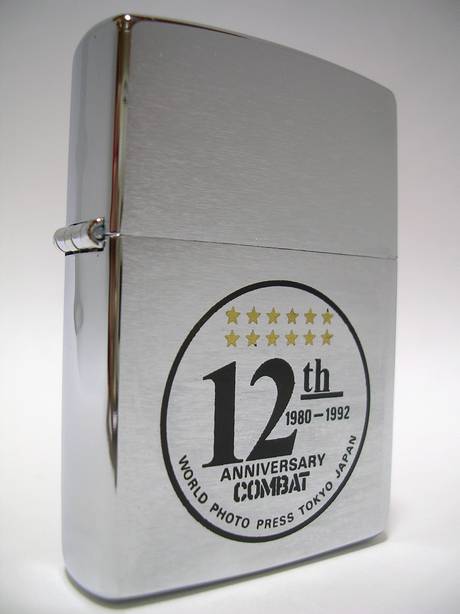 12th
1980-1992
ANNIVERSARY
COMBAT
WORLD PHOTO PRESS TOKYO JAPAN